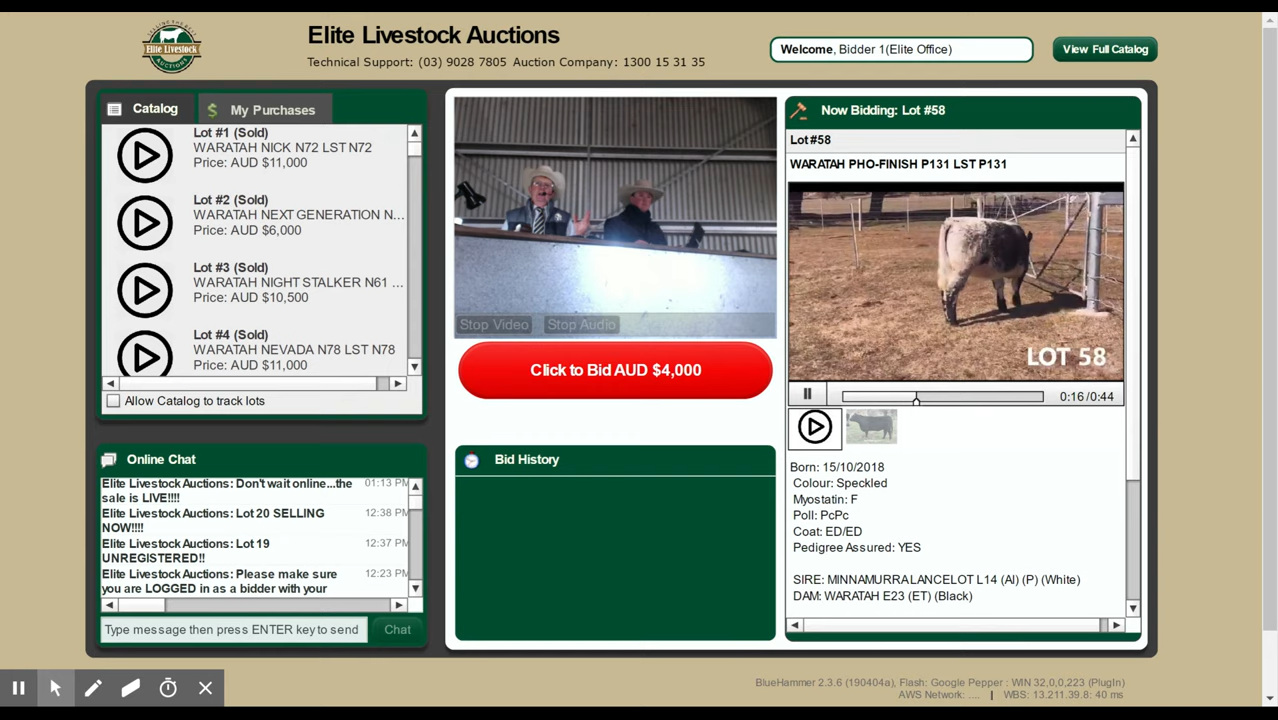 Elite Livestock
AUCTIONS
Elite Livestock Auctions
Technical Support: (03) 9028 7805 Auction Company: 1300 15 31 35
Welcome, Bidder 1(Elite Office)
View Full Catalog
Catalog
My Purchases
Lot #1 (Sold)
WARATAH NICK N72 LST N72
Price: AUD $11,000
Lot #2 (Sold)
WARATAH NEXT GENERATION N...
Price: AUD $6,000
Lot #3 (Sold)
WARATAH NIGHT STALKER N61 ...
Price: AUD $10,500
Lot #4 (Sold)
WARATAH NEVADA N78 LST N78
Price: AUD $11,000
Allow Catalog to track lots
Online Chat
Elite Livestock Auctions: Don't wait online...the 01:13 PM
sale is LIVE!!!!
Elite Livestock Auctions: Lot 20 SELLING 12:38 PM
NOW!!!!
Elite Livestock Auctions: Lot 19 12:37 PM
UNREGISTERED!!
Elite Livestock Auctions: Please make sure 12:23 PM
you are LOGGED in as a bidder with your
Type message then press ENTER key to send
Chat
Stop Video Stop Audio
Click to Bid AUD $4,000
Bid History
Now Bidding: Lot #58
Lot #58
WARATAH PHO-FINISH P131 LST P131
LOT 58
0:16 /0:44
Born: 15/10/2018
Colour: Speckled
Myostatin: F
Poll: PcPc
Coat: ED/ED
Pedigree Assured: YES
SIRE: MINNAMURRA LANCELOT L14 (AI) (P) (White)
DAM: WARATAH E23 (ET) (Black)
BlueHammer 2.3.6 (190404a), Flash: Google Pepper : WIN 32,0,0,223 (PlugIn)
AWS Network: .... | WBS: 13.211.39.8: 40 ms